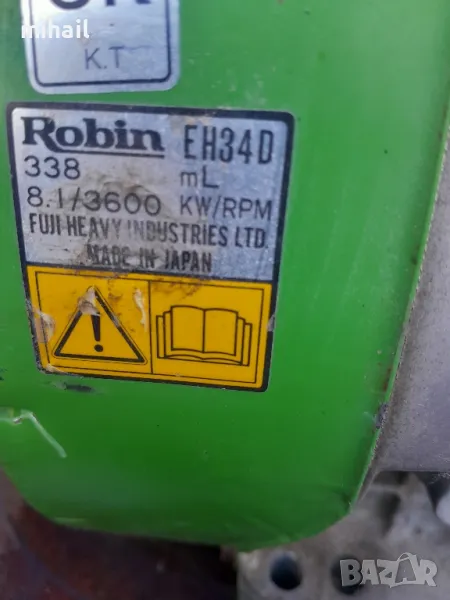 mihail
K.T
Robin EH34D
338 mL
8.1/3600 KW/RPM
FUJI HEAVY INDUSTRIES LTD.
MADE IN JAPAN
BAZAR